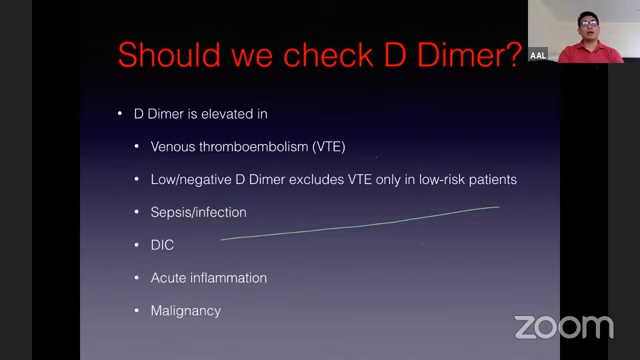 Should we check D Dimer?
AAL
• D Dimer is elevated in
• Venous thromboembolism (VTE)
• Low/negative D Dimer excludes VTE only in low-risk patients
• Sepsis/infection
• DIC
• Acute inflammation
• Malignancy
zoom